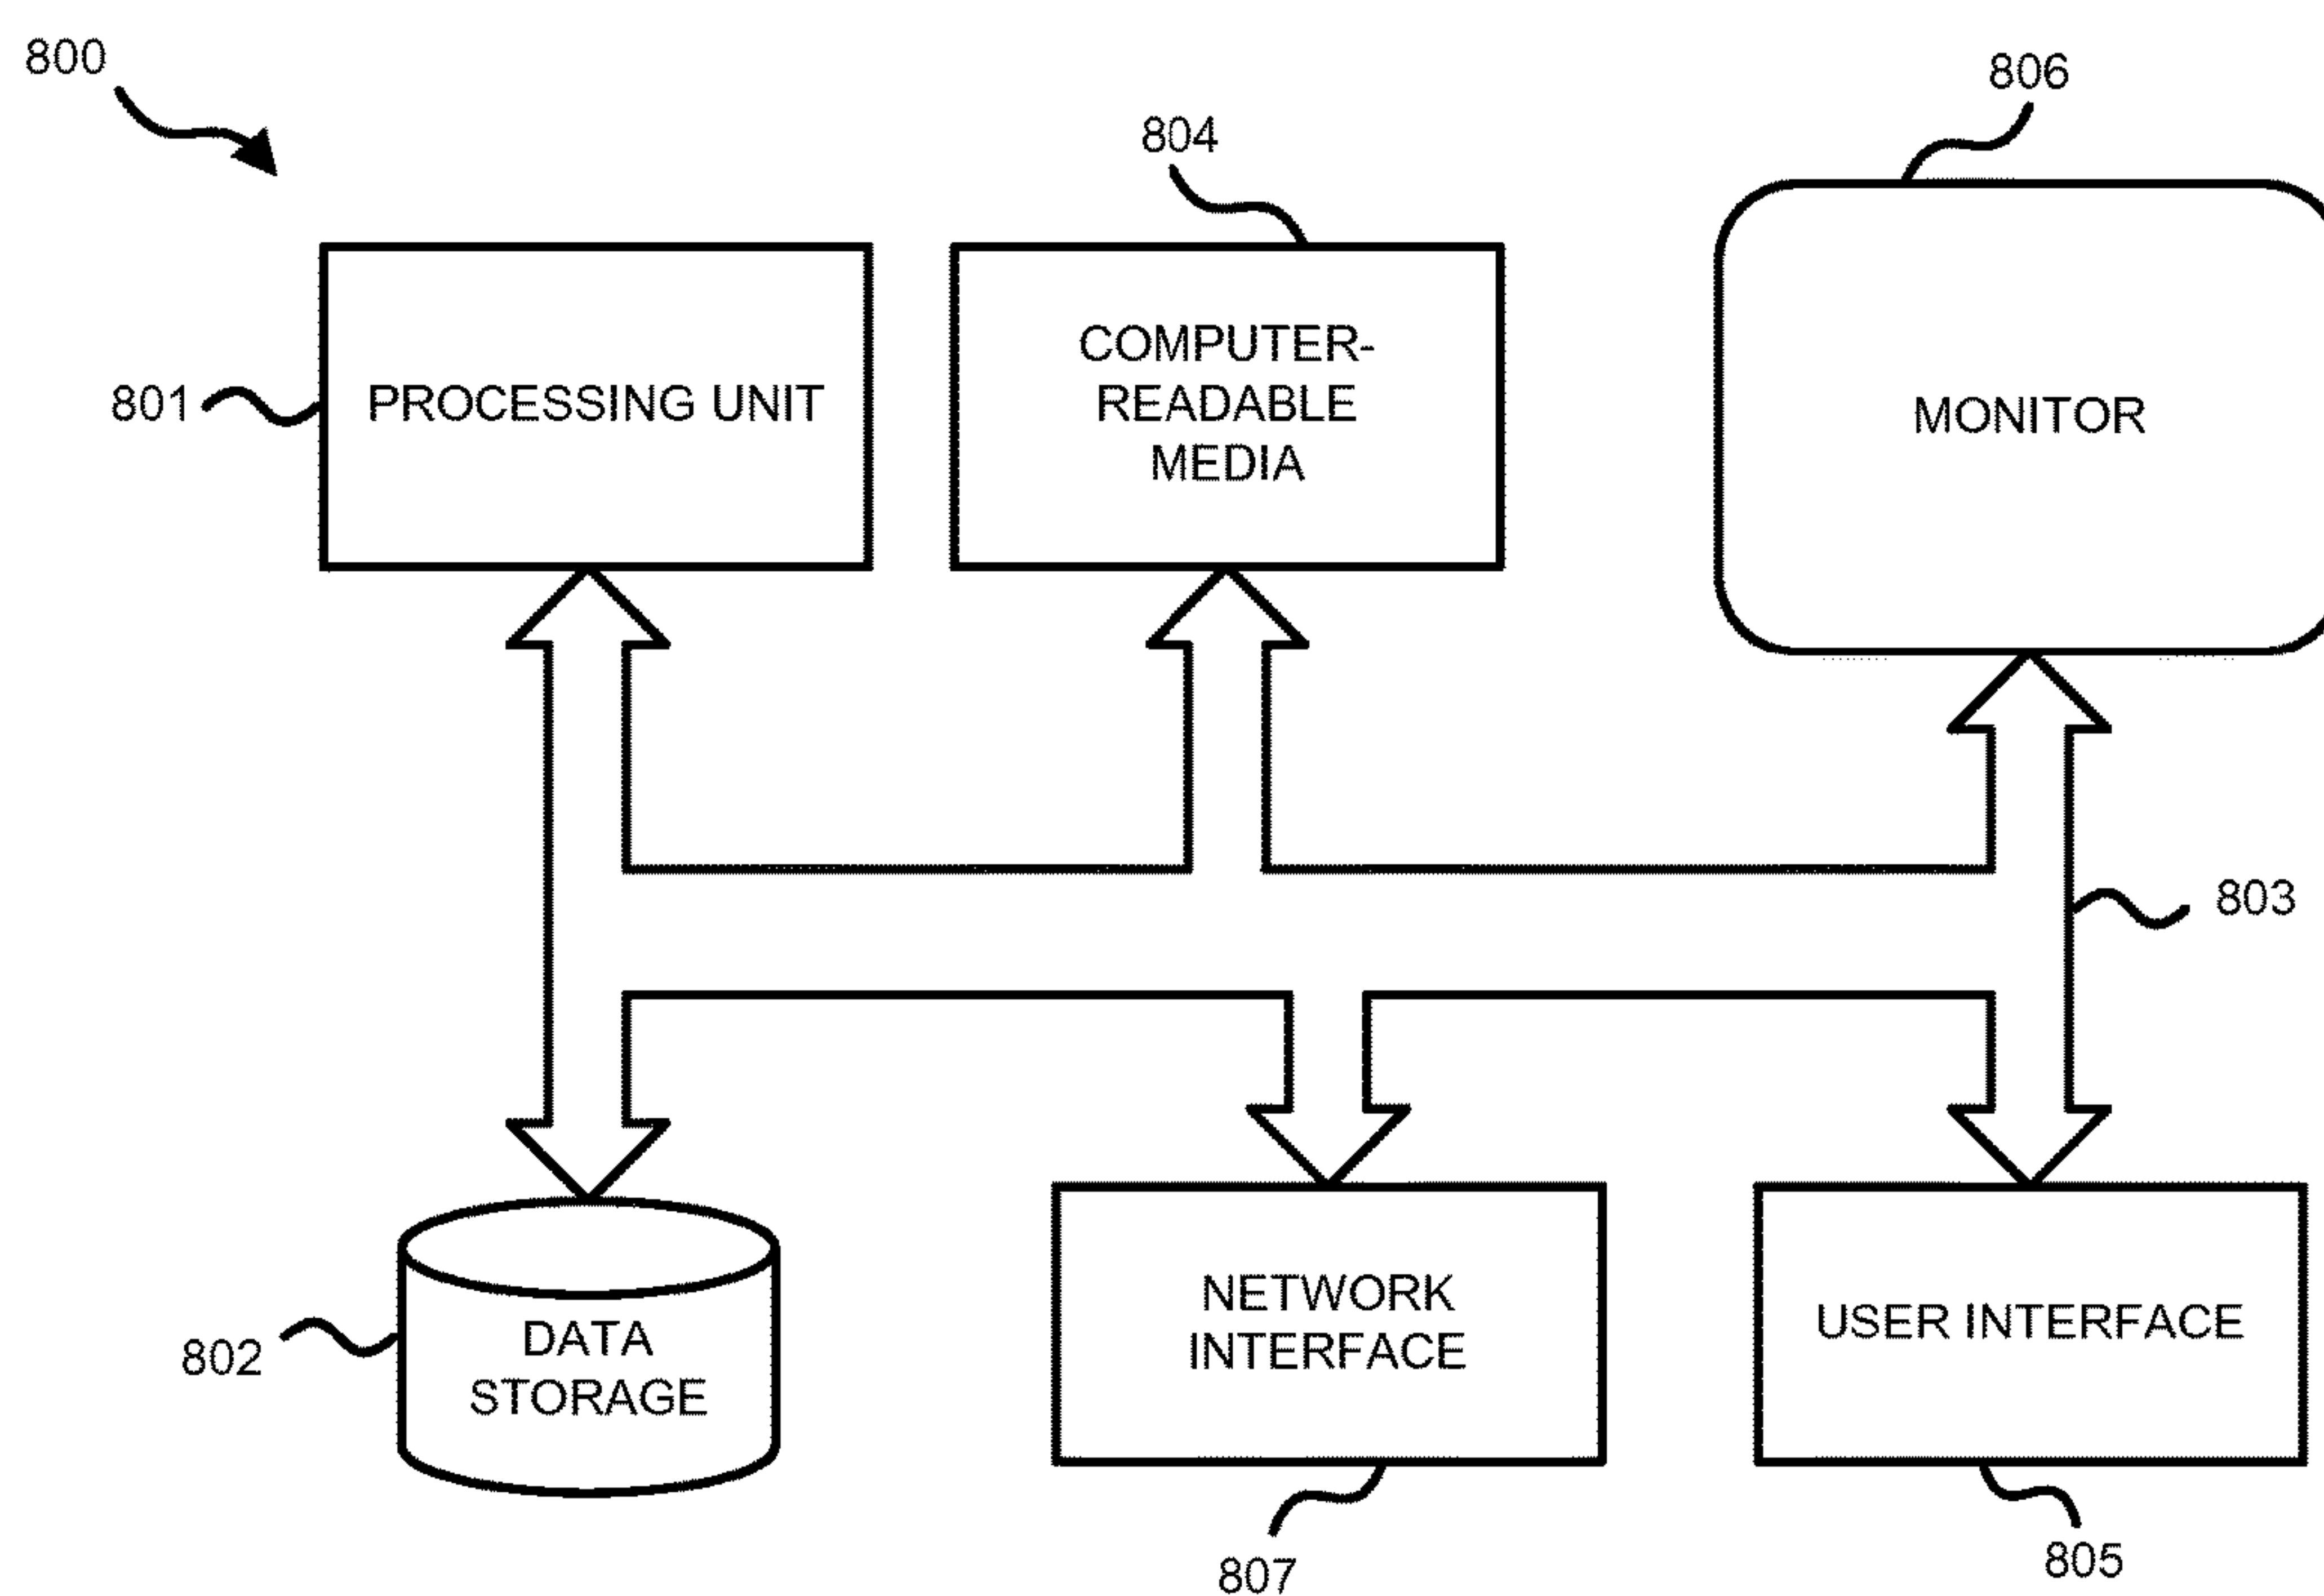 800
804
806
COMPUTER-
READABLE
MEDIA
801
PROCESSING UNIT
MONITOR
803
802
DATA
STORAGE
NETWORK
INTERFACE
USER INTERFACE
807
805